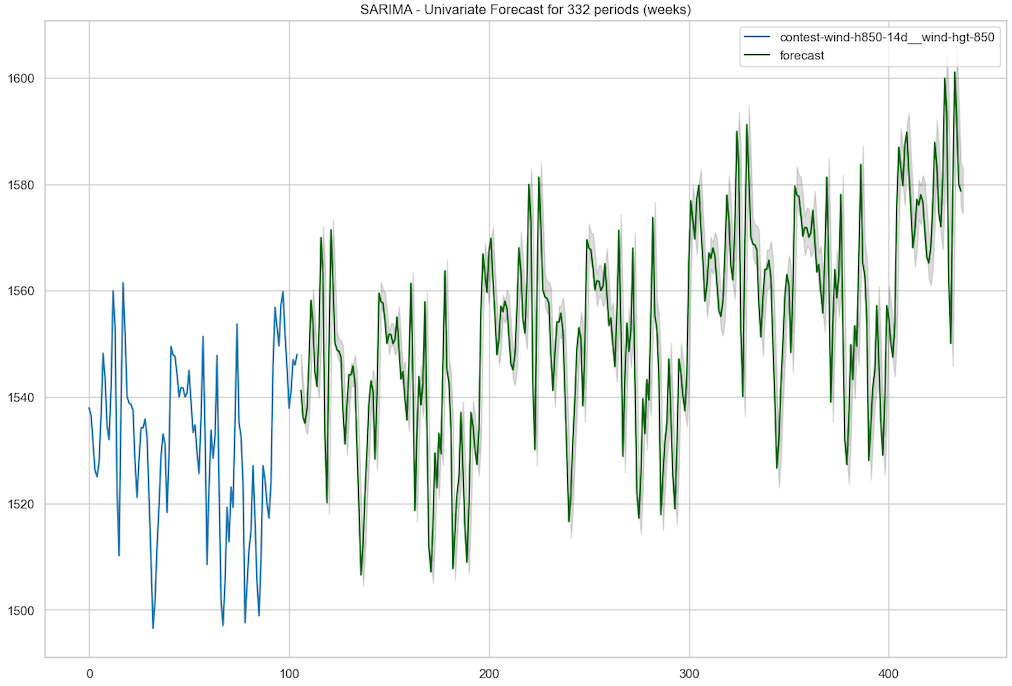 SARIMA - Univariate Forecast for 332 periods (weeks)
contest-wind-h850-14d__wind-hgt-850
forecast
1600
1580
1560
1540
1520
1500
0 100 200 300 400